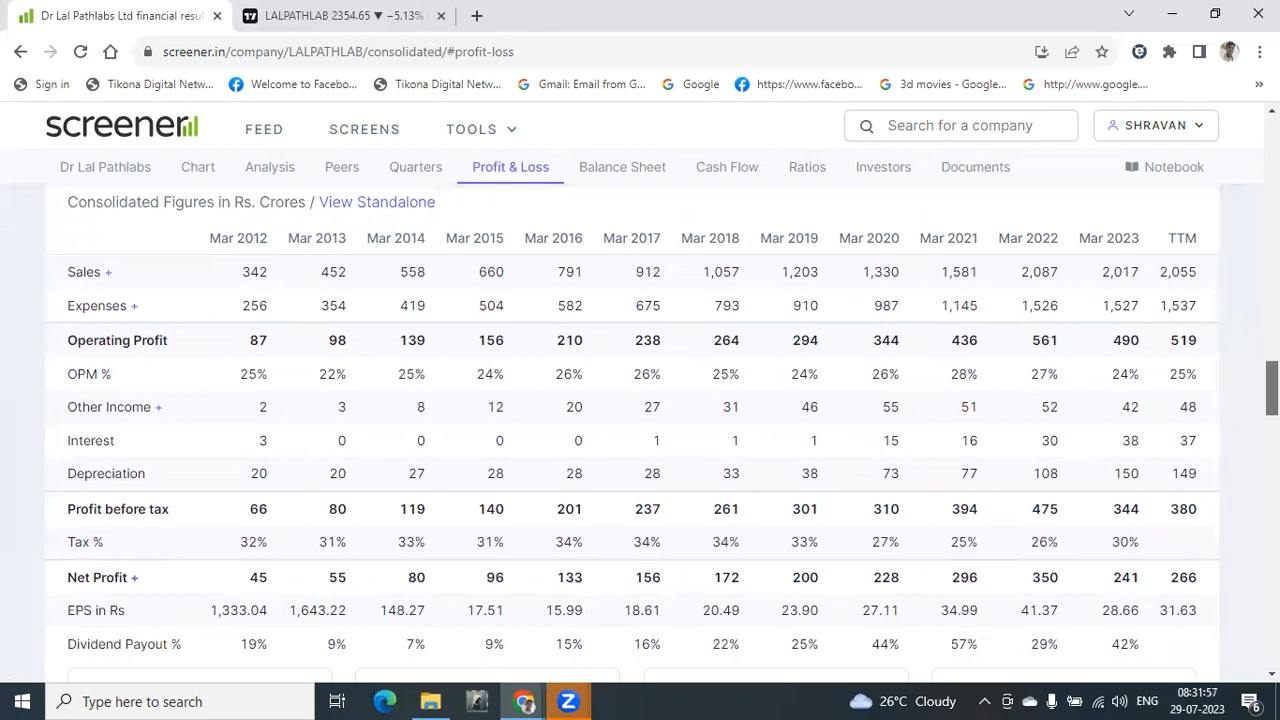 Dr Lal Pathlabs Ltd financial resul
LALPATHLAB 2354.65 ▼ −5.13%
screener.in/company/LALPATHLAB/consolidated/#profit-loss
Sign in Tikona Digital Netw... Welcome to Facebo... Tikona Digital Netw... Gmail: Email from G... Google https://www.facebo... 3d movies - Google... http://www.google....
screener
FEED SCREENS TOOLS
Search for a company
SHRAVAN
Dr Lal Pathlabs Chart Analysis Peers Quarters Profit & Loss Balance Sheet Cash Flow Ratios Investors Documents Notebook
Consolidated Figures in Rs. Crores / View Standalone
Mar 2012 Mar 2013 Mar 2014 Mar 2015 Mar 2016 Mar 2017 Mar 2018 Mar 2019 Mar 2020 Mar 2021 Mar 2022 Mar 2023 TTM
Sales + 342 452 558 660 791 912 1,057 1,203 1,330 1,581 2,087 2,017 2,055
Expenses + 256 354 419 504 582 675 793 910 987 1,145 1,526 1,527 1,537
Operating Profit 87 98 139 156 210 238 264 294 344 436 561 490 519
OPM % 25% 22% 25% 24% 26% 26% 25% 24% 26% 28% 27% 24% 25%
Other Income + 2 3 8 12 20 27 31 46 55 51 52 42 48
Interest 3 0 0 0 0 1 1 1 15 16 30 38 37
Depreciation 20 20 27 28 28 28 33 38 73 77 108 150 149
Profit before tax 66 80 119 140 201 237 261 301 310 394 475 344 380
Tax % 32% 31% 33% 31% 34% 34% 34% 33% 27% 25% 26% 30%
Net Profit + 45 55 80 96 133 156 172 200 228 296 350 241 266
EPS in Rs 1,333.04 1,643.22 148.27 17.51 15.99 18.61 20.49 23.90 27.11 34.99 41.37 28.66 31.63
Dividend Payout % 19% 9% 7% 9% 15% 16% 22% 25% 44% 57% 29% 42%
Type here to search
26°C Cloudy
ENG
08:31:57
29-07-2023
6